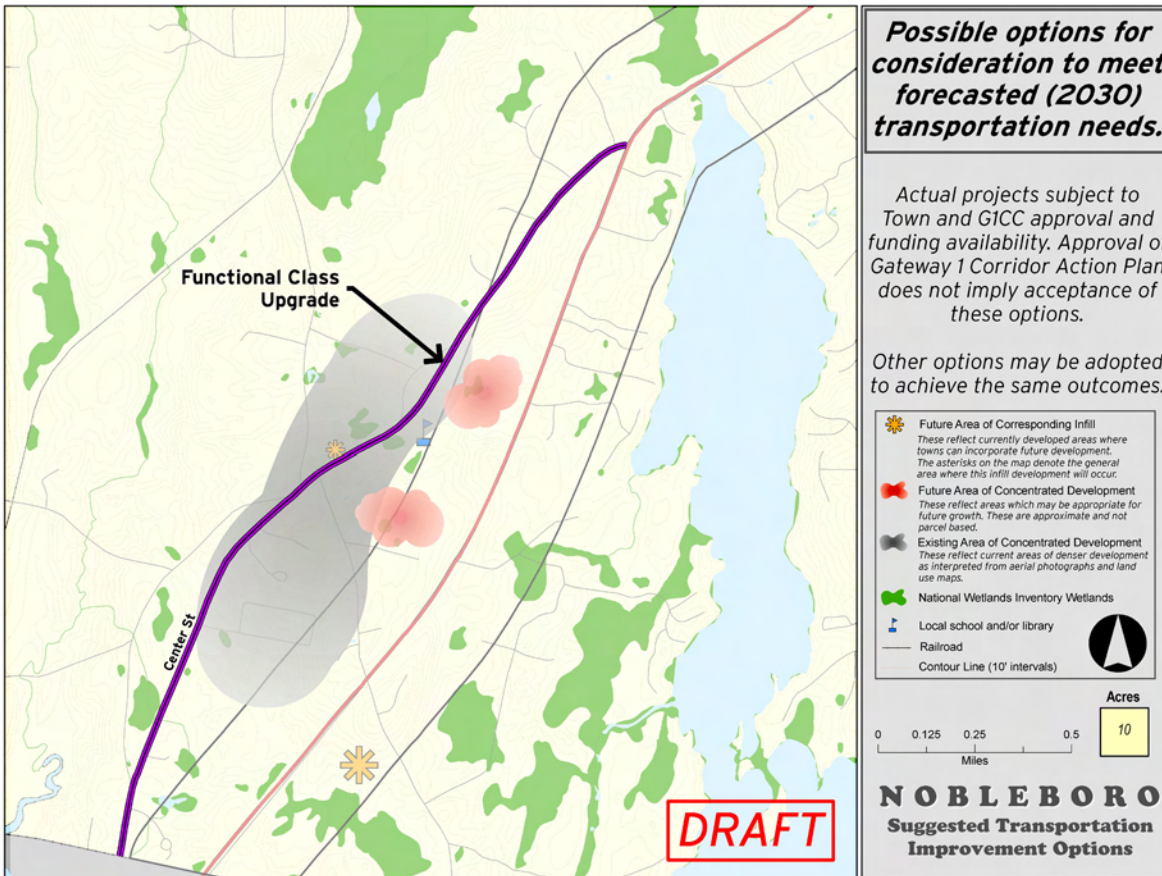 Functional Class
Upgrade
Center St
DRAFT
Possible options for
consideration to meet
forecasted (2030)
transportation needs.
Actual projects subject to
Town and G1CC approval and
funding availability. Approval of
Gateway 1 Corridor Action Plan
does not imply acceptance of
these options.
Other options may be adopted
to achieve the same outcomes.
Future Area of Corresponding Infill
These reflect currently developed areas where
towns can incorporate future development.
The asterisks on the map denote the general
area where this infill development will occur.
Future Area of Concentrated Development
These reflect areas which may be appropriate for
future growth. These are approximate and not
parcel based.
Existing Area of Concentrated Development
These reflect current areas of denser development
as interpreted from aerial photographs and land
use maps.
National Wetlands Inventory Wetlands
Local school and/or library
Railroad
Contour Line (10' intervals)
Acres
10
0 0.125 0.25 0.5
Miles
NOBLEBORO
Suggested Transportation
Improvement Options